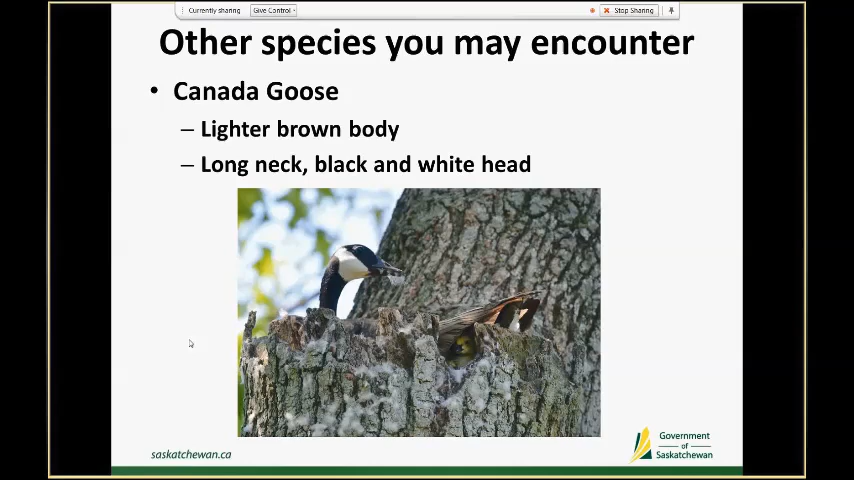 Currently sharing
Give Control
Stop Sharing
Other species you may encounter
• Canada Goose
– Lighter brown body
– Long neck, black and white head
saskatchewan.ca
Government
of
Saskatchewan